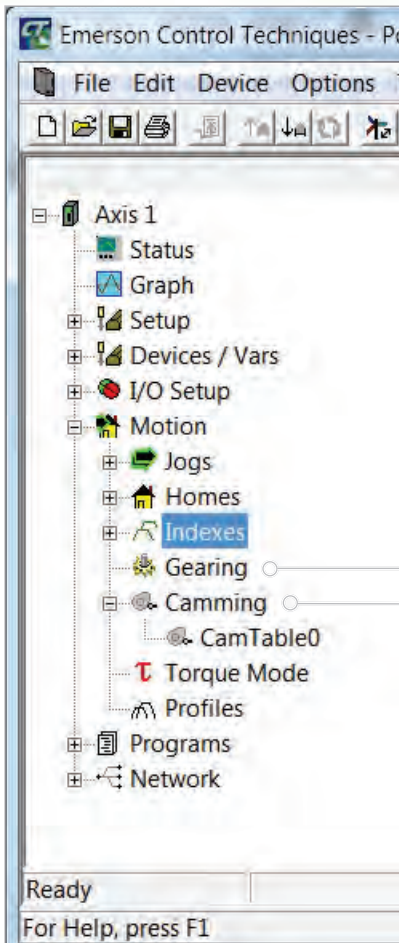 Emerson Control Techniques - Po
File Edit Device Options
Axis 1
Status
Graph
Setup
Devices / Vars
I/O Setup
Motion
Jogs
Homes
Indexes
Gearing
Camming
CamTable0
Torque Mode
Profiles
Programs
Network
Ready
For Help, press F1